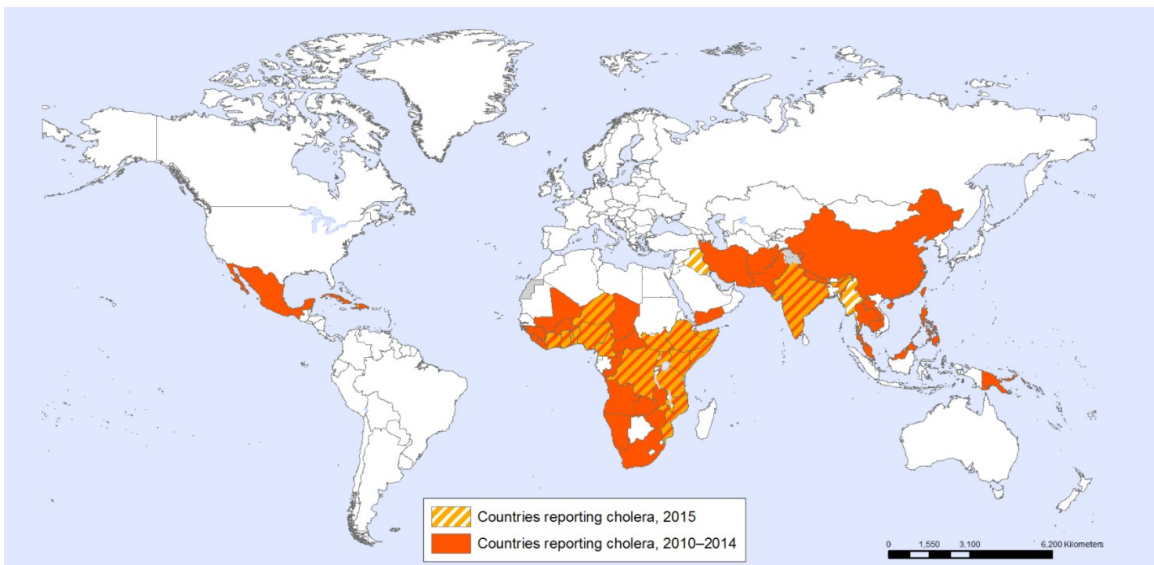 Countries reporting cholera, 2015
Countries reporting cholera, 2010–2014
0 1,550 3,100 6,200 Kilometers